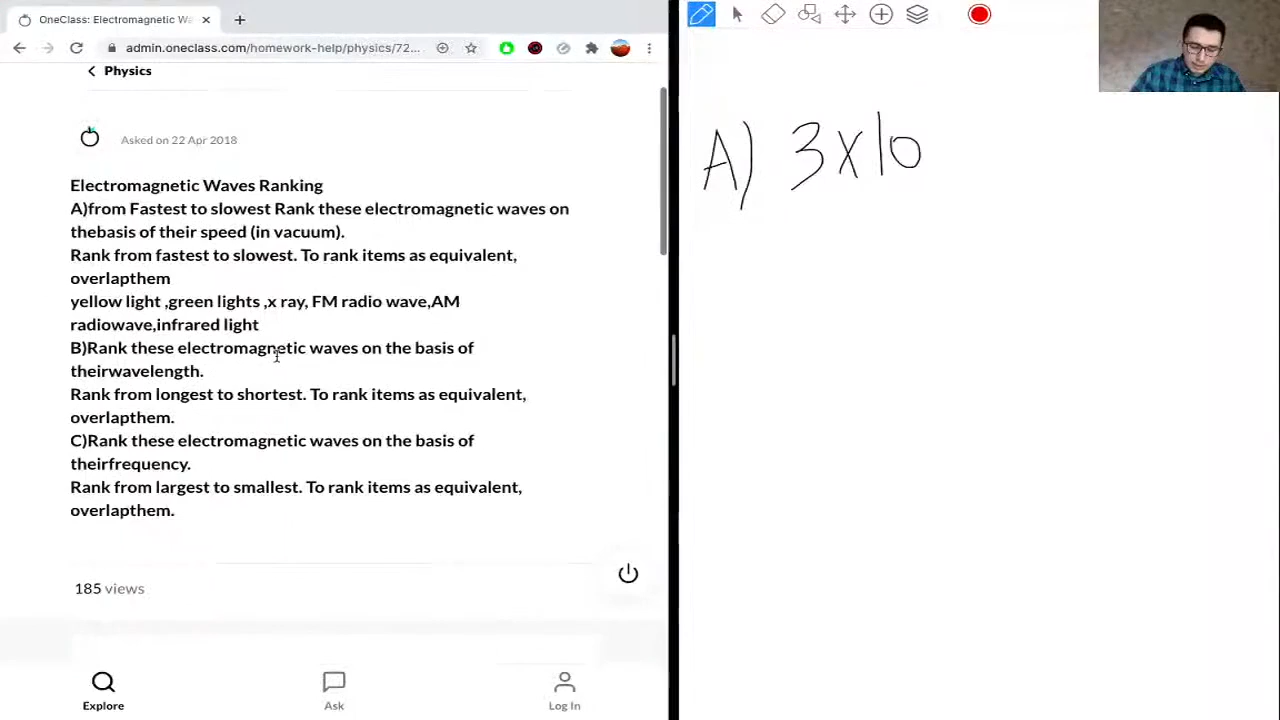 OneClass: Electromagnetic Wa
admin.oneclass.com/homework-help/physics/72...
Physics
Asked on 22 Apr 2018
Electromagnetic Waves Ranking
A)from Fastest to slowest Rank these electromagnetic waves on
thebasis of their speed (in vacuum).
Rank from fastest to slowest. To rank items as equivalent,
overlapthem
yellow light ,green lights ,x ray, FM radio wave,AM
radiowave,infrared light
B)Rank these electromagnetic waves on the basis of
theirwavelength.
Rank from longest to shortest. To rank items as equivalent,
overlapthem.
C)Rank these electromagnetic waves on the basis of
theirfrequency.
Rank from largest to smallest. To rank items as equivalent,
overlapthem.
185 views
Explore
Ask
Log In
A) 3x10